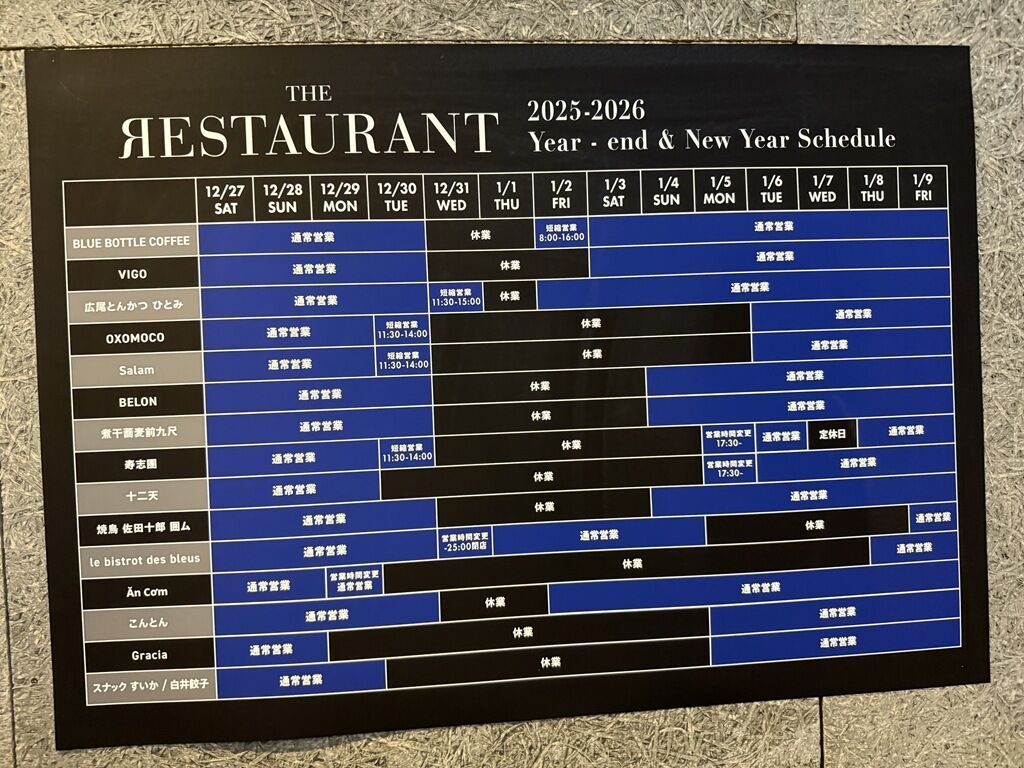 THE
RESTAURANT
2025-2026
Year - end & New Year Schedule
12/27 12/28 12/29 12/30 12/31 1/1 1/2 1/3 1/4 1/5 1/6 1/7 1/8 1/9
SAT SUN MON TUE WED THU FRI SAT SUN MON TUE WED THU FRI
BLUE BOTTLE COFFEE 通常営業 休業 短縮営業 8:00-16:00 通常営業
VIGO 通常営業 休業 通常営業
広尾とんかつ ひとみ 通常営業 短縮営業 11:30-15:00 休業 通常営業
OXOMOCO 通常営業 短縮営業 11:30-14:00 休業 通常営業
Salam 通常営業 短縮営業 11:30-14:00 休業 通常営業
BELON 通常営業 休業 通常営業
煮干蕎麦前九尺 通常営業 休業 通常営業
寿志團 通常営業 短縮営業 11:30-14:00 休業 営業時間変更 17:30- 通常営業 定休日 通常営業
十二天 通常営業 休業 営業時間変更 17:30- 通常営業
焼鳥 佐田十郎 囲ム 通常営業 休業 通常営業
le bistrot des bleus 通常営業 営業時間変更 -25:00閉店 通常営業 休業 通常営業
Ăn Cơm 通常営業 営業時間変更 通常営業 休業 通常営業
こんとん 通常営業 休業 通常営業
Gracia 通常営業 休業 通常営業
スナック すいか / 白井餃子 通常営業 休業 通常営業